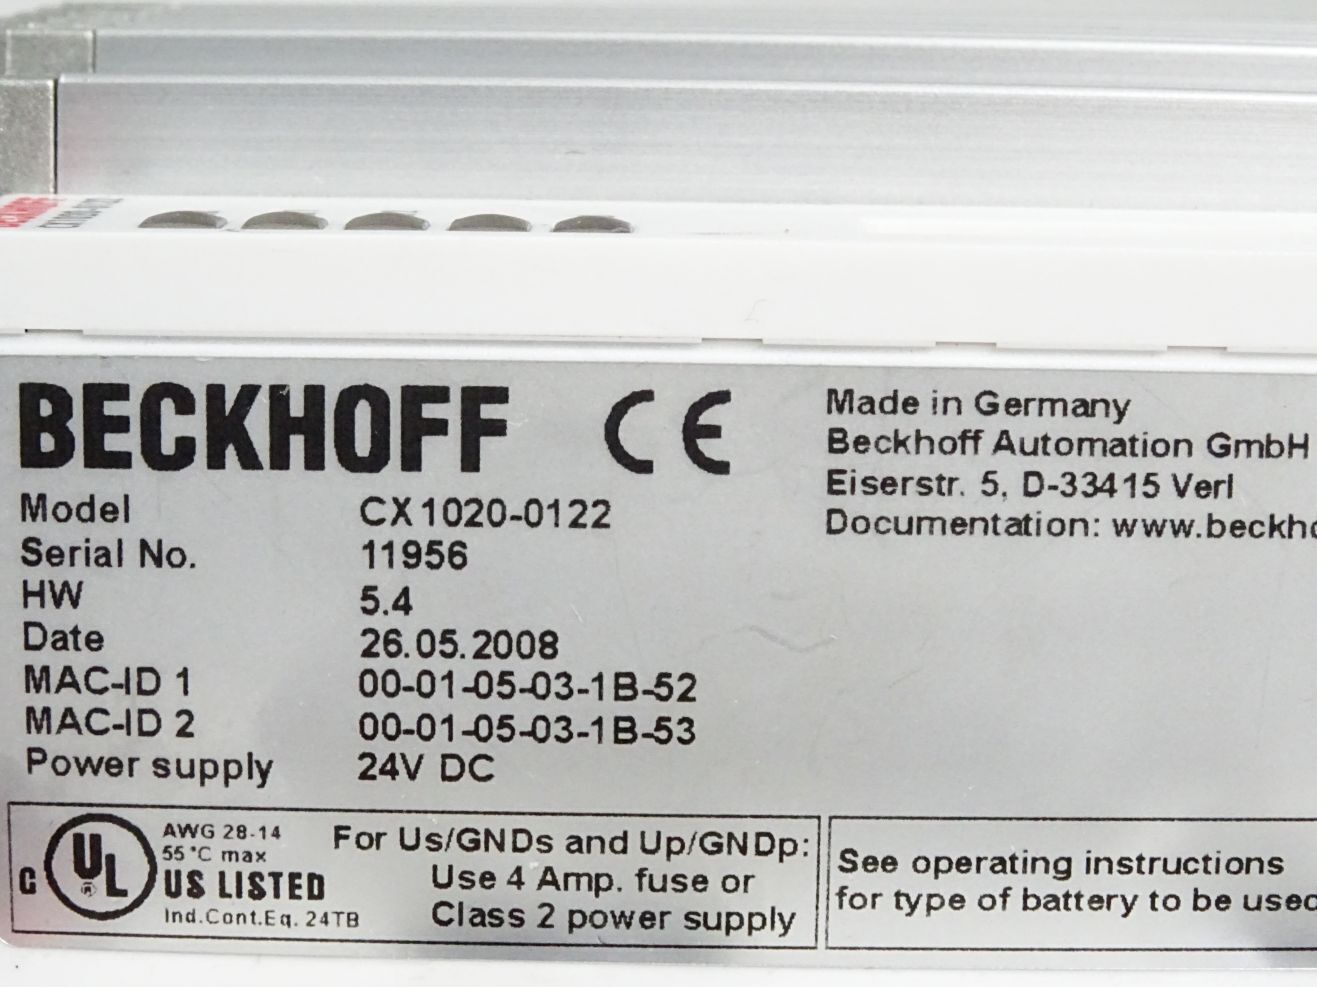 BECKHOFF CE
Model CX1020-0122
Serial No. 11956
HW 5.4
Date 26.05.2008
MAC-ID 1 00-01-05-03-1B-52
MAC-ID 2 00-01-05-03-1B-53
Power supply 24V DC
Made in Germany
Beckhoff Automation GmbH
Eiserstr. 5, D-33415 Verl
Documentation: www.beckho
C UL
AWG 28-14
55°C max
US LISTED
Ind.Cont.Eq. 24TB
For Us/GNDs and Up/GNDp:
Use 4 Amp. fuse or
Class 2 power supply
See operating instructions
for type of battery to be used